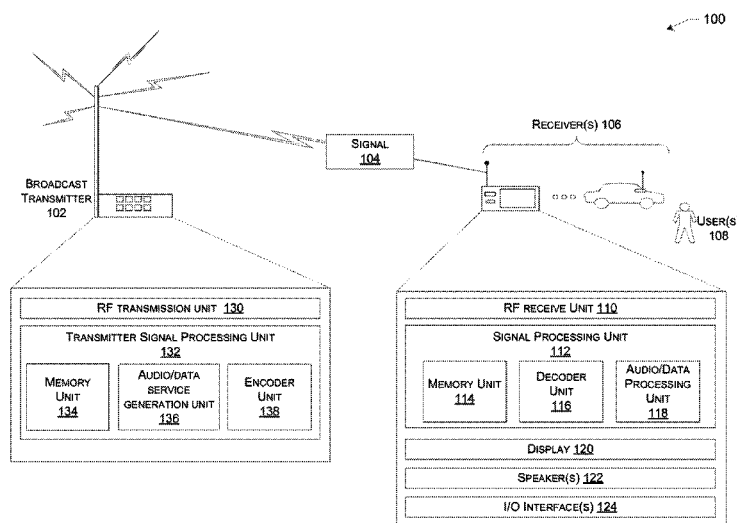 100
RECEIVER(S) 106
SIGNAL
104
BROADCAST
TRANSMITTER
102
USER(S
108
RF TRANSMISSION UNIT 130
TRANSMITTER SIGNAL PROCESSING UNIT
132
MEMORY
UNIT
134
AUDIO/DATA
SERVICE
GENERATION UNIT
136
ENCODER
UNIT
138
RF RECEIVE UNIT 110
SIGNAL PROCESSING UNIT
112
MEMORY UNIT
114
DECODER
UNIT
116
AUDIO/DATA
PROCESSING
UNIT
118
DISPLAY 120
SPEAKER(S) 122
I/O INTERFACE(S) 124